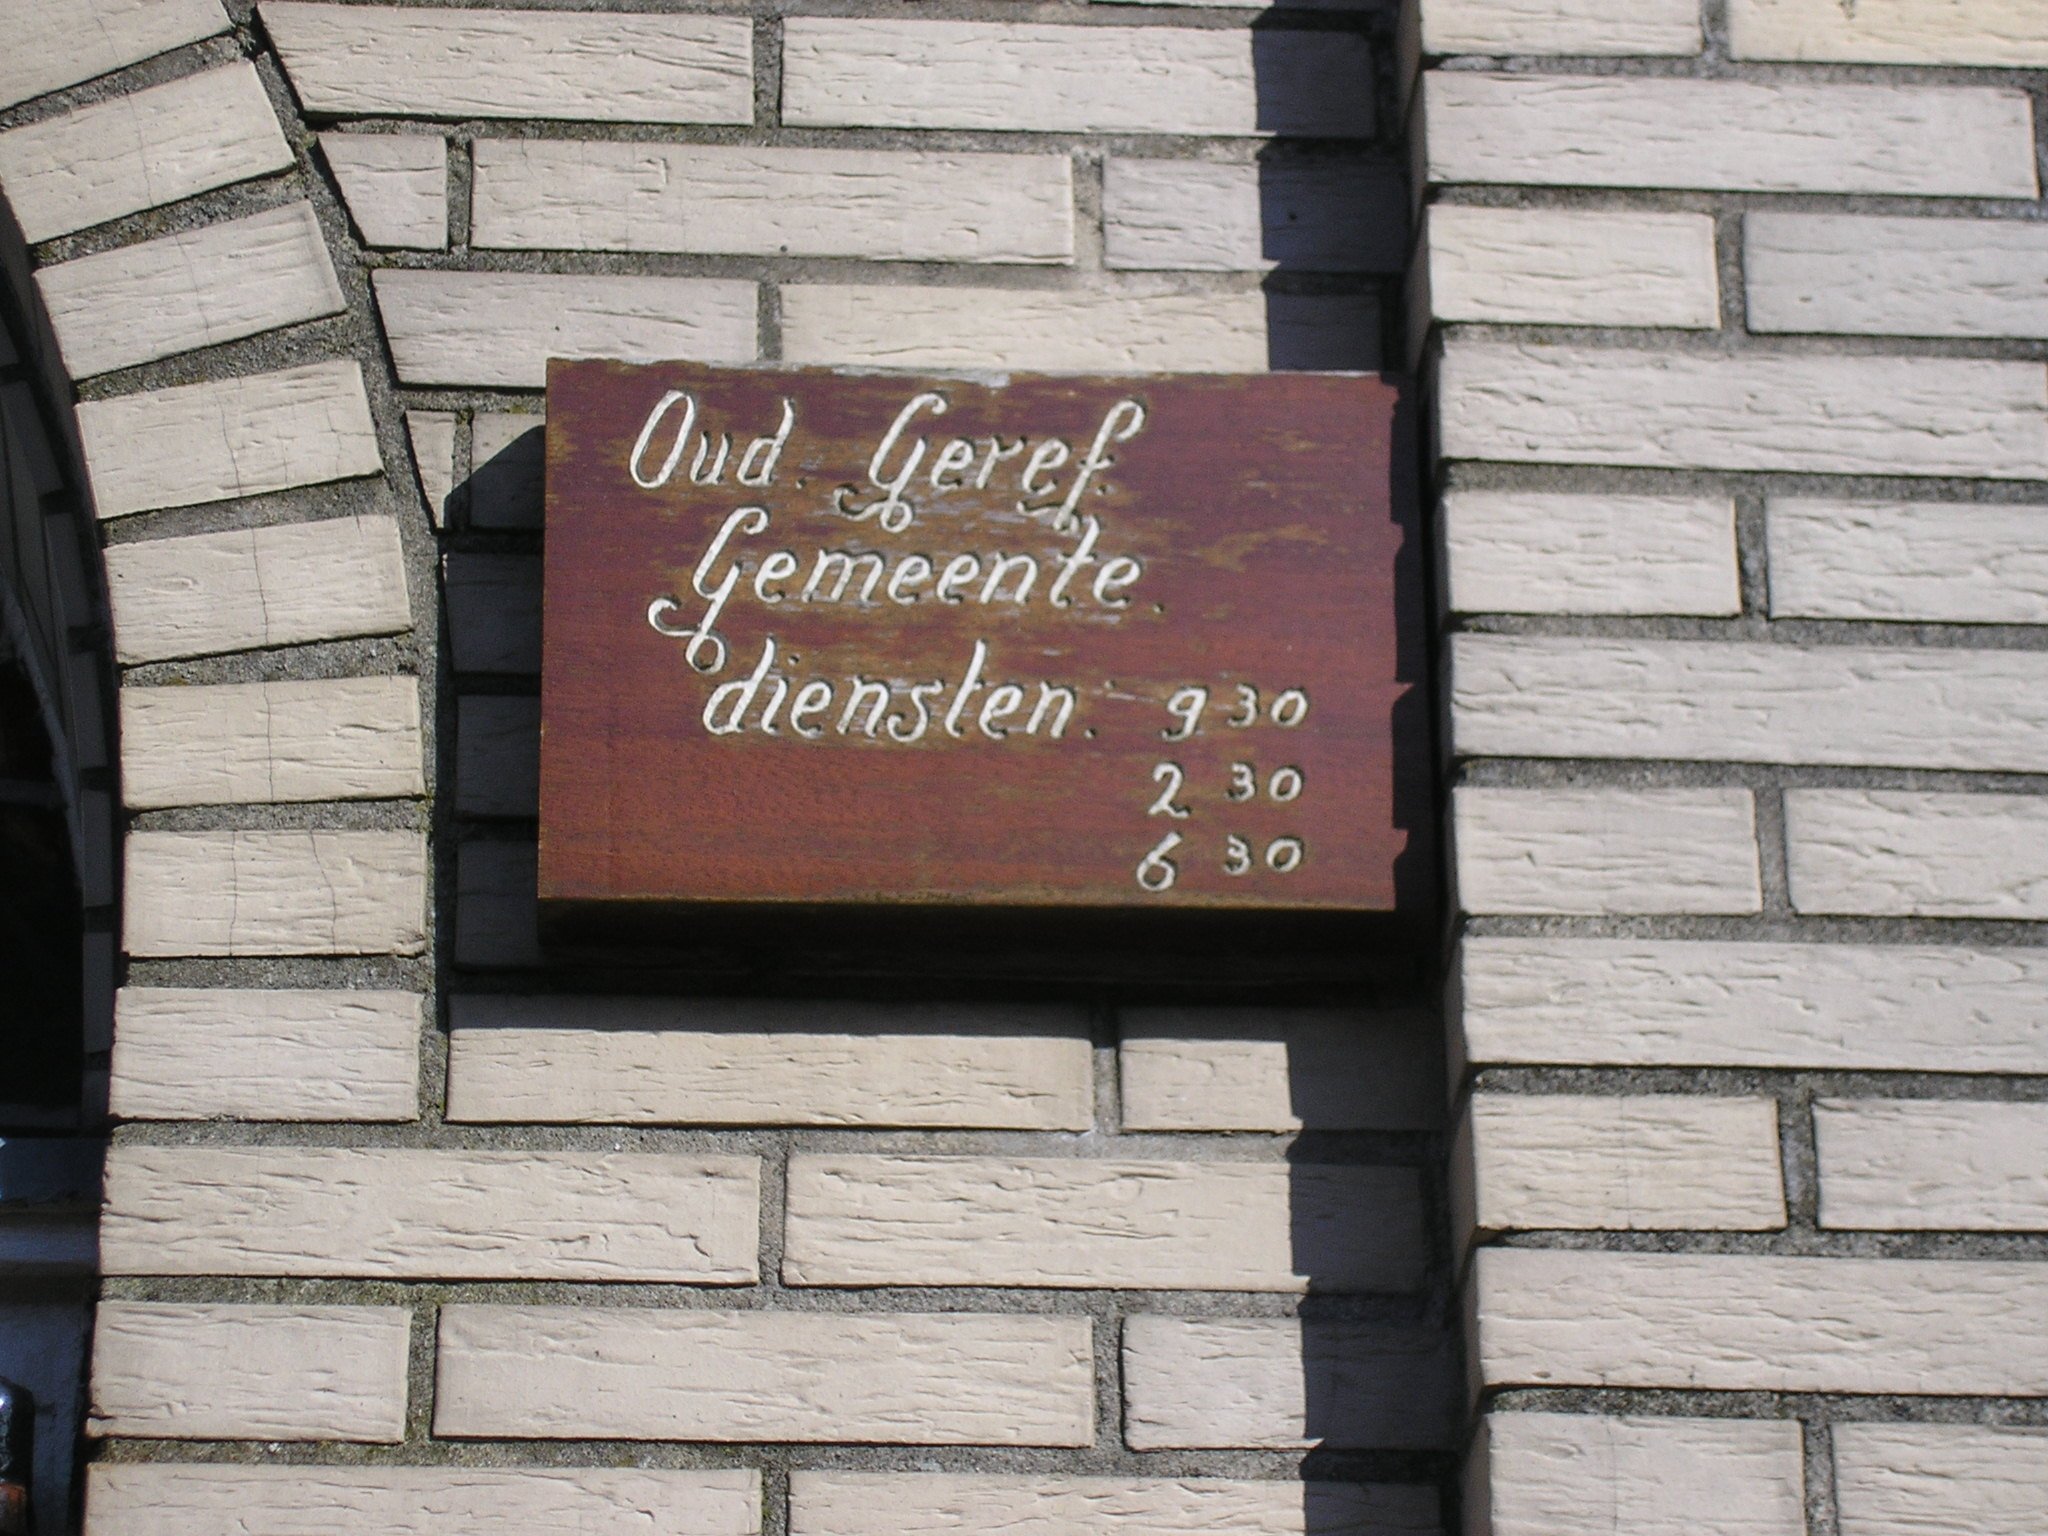 Oud. Geref.
Gemeente.
diensten. 9 30
2 30
6 30